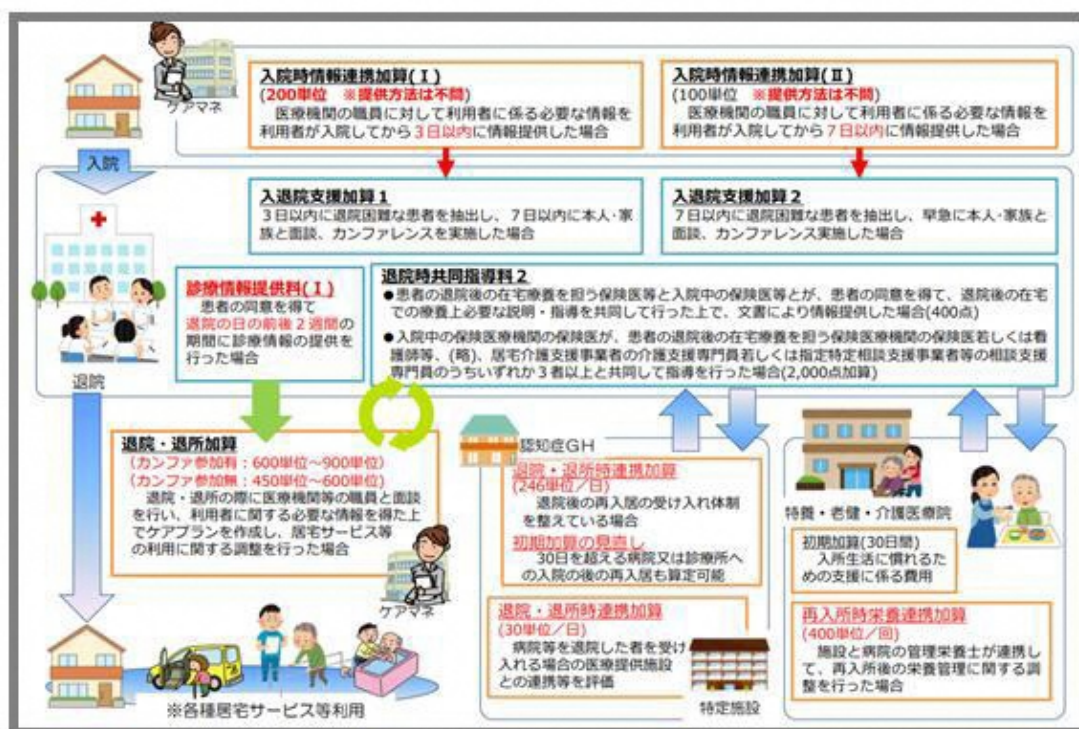 入院時情報連携加算(Ⅰ)
(200単位　※提供方法は不問)
医療機関の職員に対して利用者に係る必要な情報を
利用者が入院してから３日以内に情報提供した場合
入院時情報連携加算(Ⅱ)
(100単位　※提供方法は不問)
医療機関の職員に対して利用者に係る必要な情報を
利用者が入院してから７日以内に情報提供した場合
ケアマネ
入院
入退院支援加算１
３日以内に退院困難な患者を抽出し、７日以内に本人・家
族と面談、カンファレンスを実施した場合
入退院支援加算２
７日以内に退院困難な患者を抽出し、早急に本人・家族と
面談、カンファレンス実施した場合
診療情報提供料(Ⅰ)
患者の同意を得て
退院の日の前後２週間の
期間に診療情報の提供を
行った場合
退院時共同指導料２
●患者の退院後の在宅療養を担う保険医等と入院中の保険医等とが、患者の同意を得て、退院後の在宅
での療養上必要な説明・指導を共同して行った上で、文書により情報提供した場合(400点)
●入院中の保険医療機関の保険医が、患者の退院後の在宅療養を担う保険医療機関の保険医若しくは看
護師等、(略)、居宅介護支援事業者の介護支援専門員若しくは指定特定相談支援事業者等の相談支援
専門員のうちいずれか３者以上と共同して指導を行った場合(2,000点加算)
退院
退院・退所加算
(カンファ参加有：600単位～900単位)
(カンファ参加無：450単位～600単位)
退院・退所の際に医療機関等の職員と面談
を行い、利用者に関する必要な情報を得た上
でケアプランを作成し、居宅サービス等
の利用に関する調整を行った場合
ケアマネ
※各種居宅サービス等利用
認知症GH
退院・退所時連携加算
(246単位／日)
退院後の再入居の受け入れ体制
を整えている場合
初期加算の見直し
30日を超える病院又は診療所へ
の入院の後の再入居も算定可能
退院・退所時連携加算
(30単位／日)
病院等を退院した者を受け
入れる場合の医療提供施設
との連携等を評価
特定施設
特養・老健・介護医療院
初期加算(30日間)
入所生活に慣れるた
めの支援に係る費用
再入所時栄養連携加算
(400単位／回)
施設と病院の管理栄養士が連携し
て、再入所後の栄養管理に関する調
整を行った場合